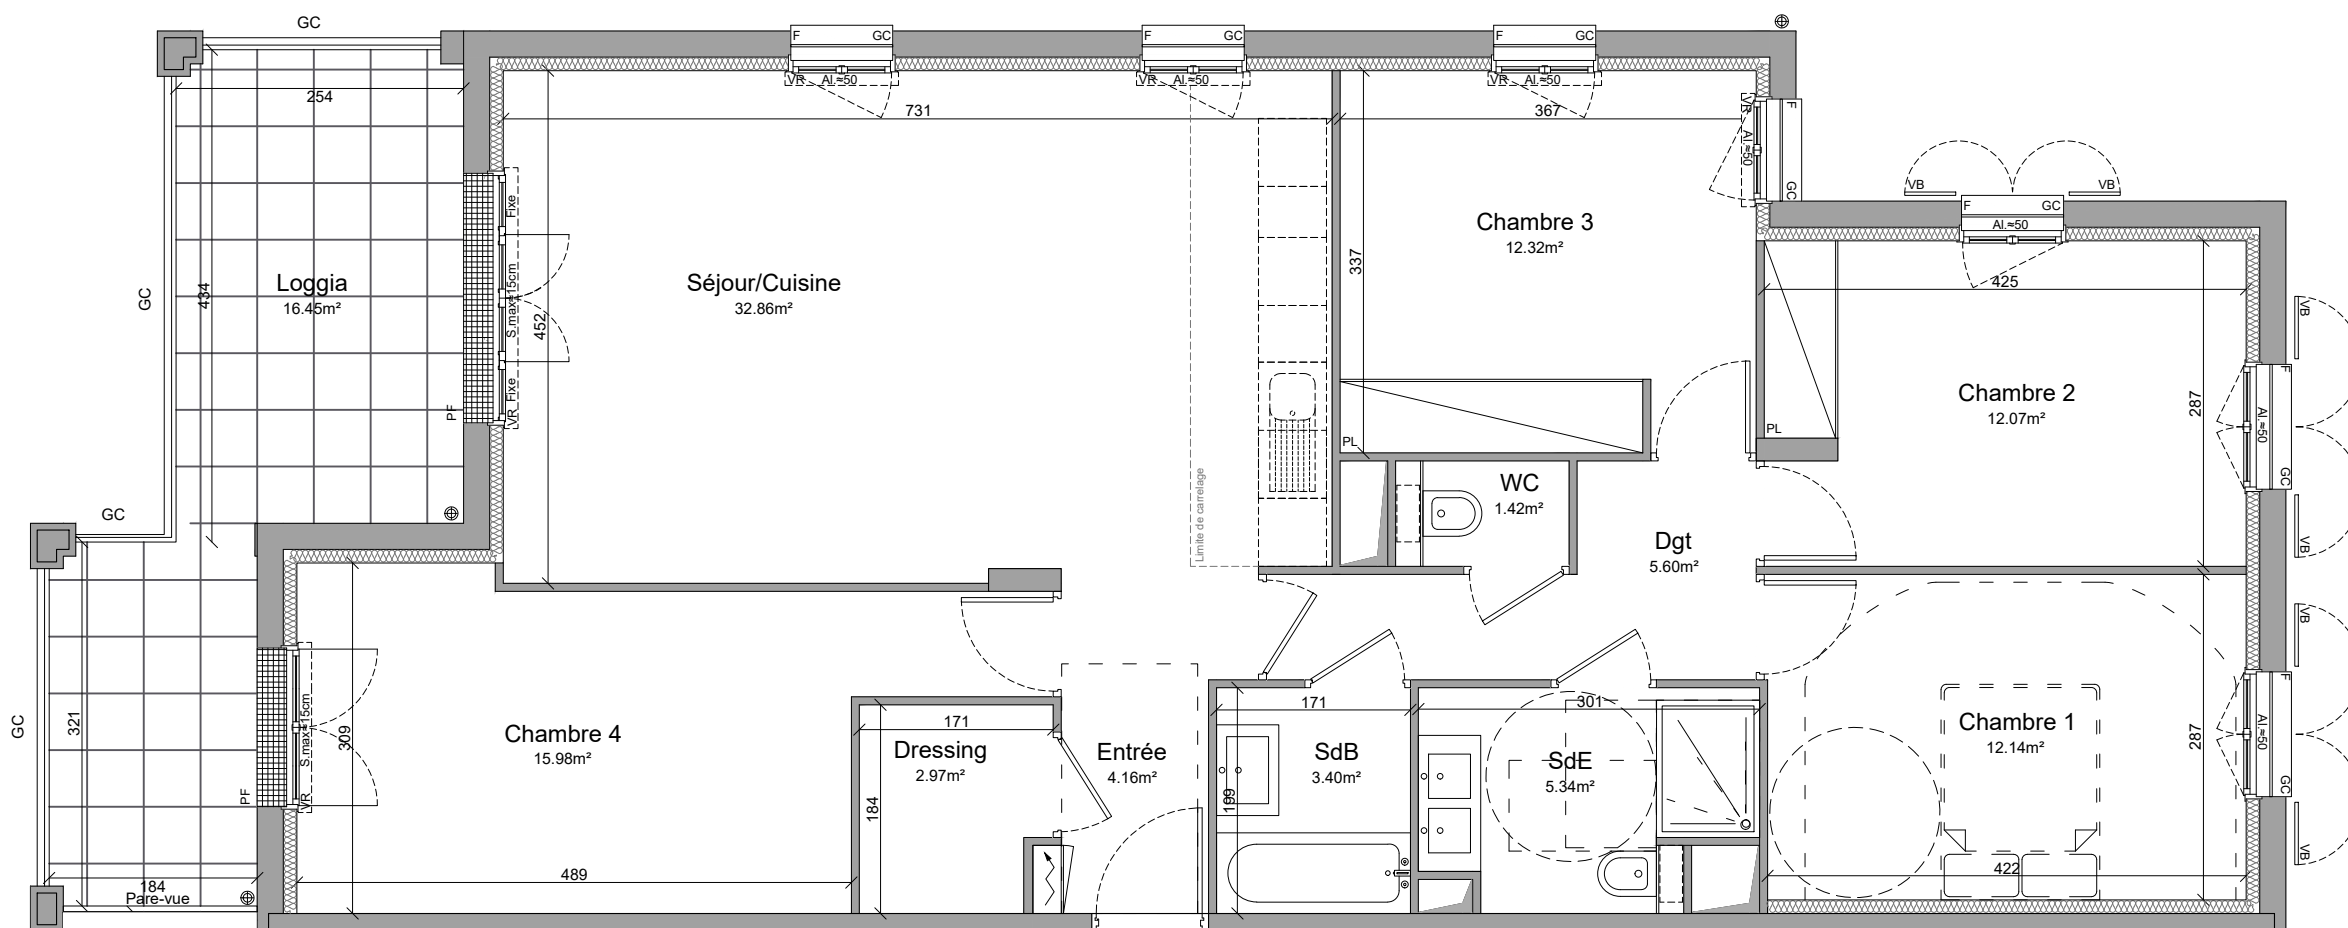 GC
F
GC
F
GC
F
GC
VR
Al.≈50
VR
Al.≈50
VR
Al.≈50
254
731
367
VR
Al.≈50
F
GC
VB
VB
F
GC
Al.≈50
Chambre 3
12.32m²
337
Fixe
S.max≈15cm
VR
Fixe
PF
GC
434
Loggia
16.45m²
Séjour/Cuisine
32.86m²
452
425
VB
F
Al.≈50
GC
VB
Chambre 2
12.07m²
287
PL
PL
Limite de carrelage
WC
1.42m²
GC
Dgt
5.60m²
VB
F
Al.≈50
GC
VB
GC
321
S.max≈15cm
VR
PF
309
Chambre 4
15.98m²
171
Dressing
2.97m²
184
Entrée
4.16m²
171
SdB
3.40m²
199
301
SdE
5.34m²
Chambre 1
12.14m²
287
489
422
184
Pare-vue